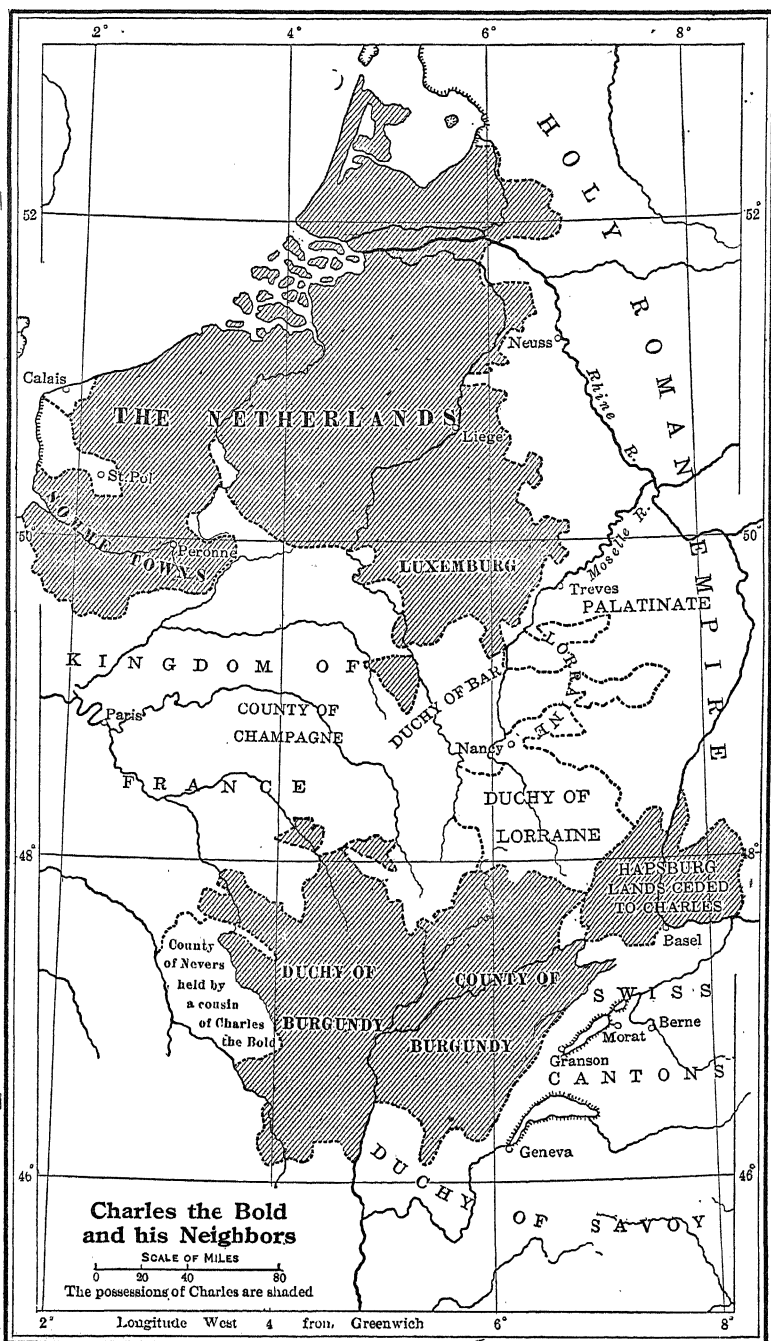 2° 4° 6° 8°
HOLY
ROMAN
EMPIRE
52 52°
Neuss
Rhine R.
Calais
THE NETHERLANDS
Liege
St. Pol
SOMME TOWNS
Peronne
50° 50°
LUXEMBURG
Moselle R.
Treves
PALATINATE
KINGDOM OF
FRANCE
LORRAINE
DUCHY OF BAR
Paris
COUNTY OF
CHAMPAGNE
Nancy
DUCHY OF
LORRAINE
48° 48°
HAPSBURG
LANDS CEDED
TO CHARLES
Basel
County
of Nevers
held by
a cousin
of Charles
the Bold
DUCHY OF
BURGUNDY
COUNTY OF
BURGUNDY
SWISS
CANTONS
Berne
Morat
Granson
Geneva
46° 46°
DUCHY
OF SAVOY
Charles the Bold
and his Neighbors
SCALE OF MILES
0 20 40 80
The possessions of Charles are shaded
2° Longitude West 4 from Greenwich 6° 8°